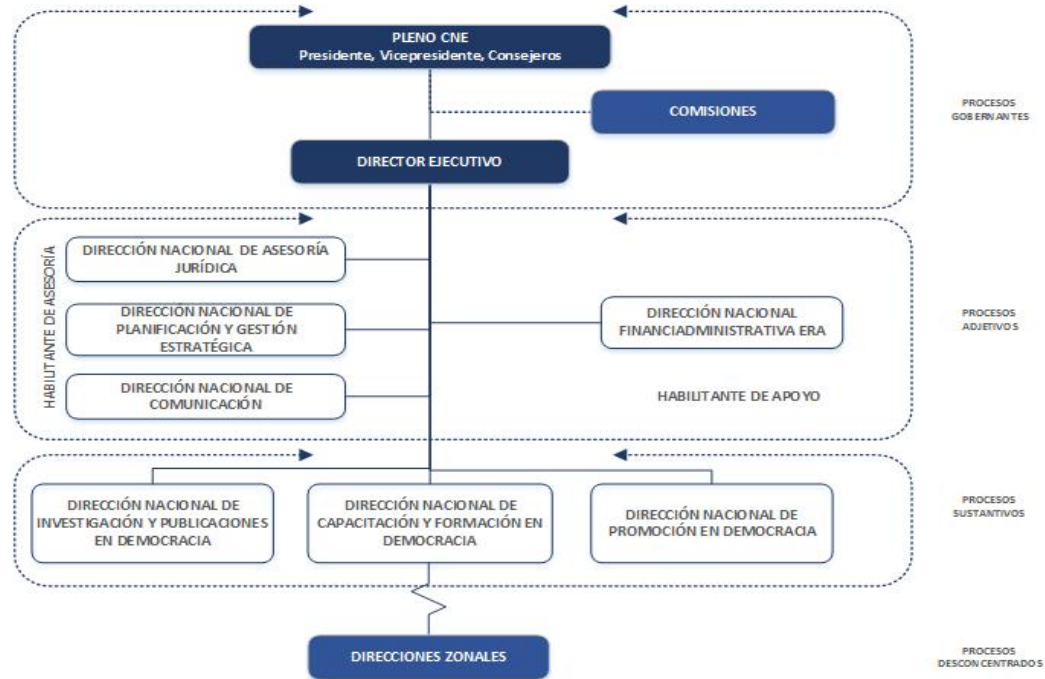 PLENO CNE
Presidente, Vicepresidente, Consejeros
COMISIONES
PROCESOS
GOBERNANTES
DIRECTOR EJECUTIVO
HABILITANTE DE ASESORÍA
DIRECCIÓN NACIONAL DE ASESORÍA
JURÍDICA
DIRECCIÓN NACIONAL DE
PLANIFICACIÓN Y GESTIÓN
ESTRATÉGICA
DIRECCIÓN NACIONAL DE
COMUNICACIÓN
DIRECCIÓN NACIONAL
FINANCIADMINISTRATIVA ERA
HABILITANTE DE APOYO
PROCESOS
ADJETIVOS
DIRECCIÓN NACIONAL DE
INVESTIGACIÓN Y PUBLICACIONES
EN DEMOCRACIA
DIRECCIÓN NACIONAL DE
CAPACITACIÓN Y FORMACIÓN EN
DEMOCRACIA
DIRECCIÓN NACIONAL DE
PROMOCIÓN EN DEMOCRACIA
PROCESOS
SUSTANTIVOS
DIRECCIONES ZONALES
PROCESOS
DESCONCENTRADOS